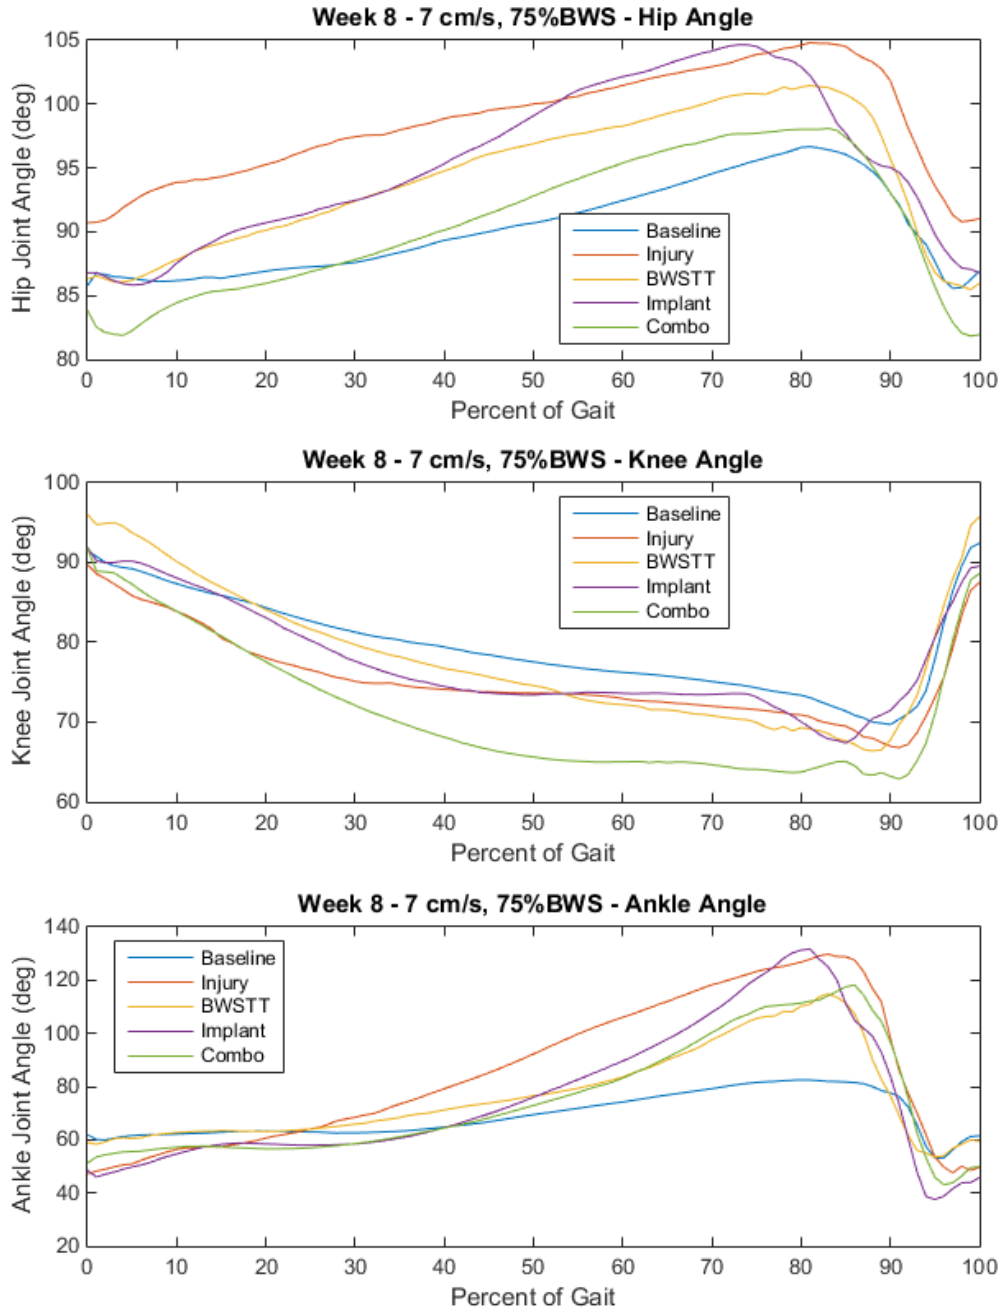 Week 8 - 7 cm/s, 75%BWS - Hip Angle
Hip Joint Angle (deg)
105
100
95
90
85
80
Baseline
Injury
BWSTT
Implant
Combo
0 10 20 30 40 50 60 70 80 90 100
Percent of Gait
Week 8 - 7 cm/s, 75%BWS - Knee Angle
Knee Joint Angle (deg)
100
90
80
70
60
Baseline
Injury
BWSTT
Implant
Combo
0 10 20 30 40 50 60 70 80 90 100
Percent of Gait
Week 8 - 7 cm/s, 75%BWS - Ankle Angle
Ankle Joint Angle (deg)
140
120
100
80
60
40
20
Baseline
Injury
BWSTT
Implant
Combo
0 10 20 30 40 50 60 70 80 90 100
Percent of Gait